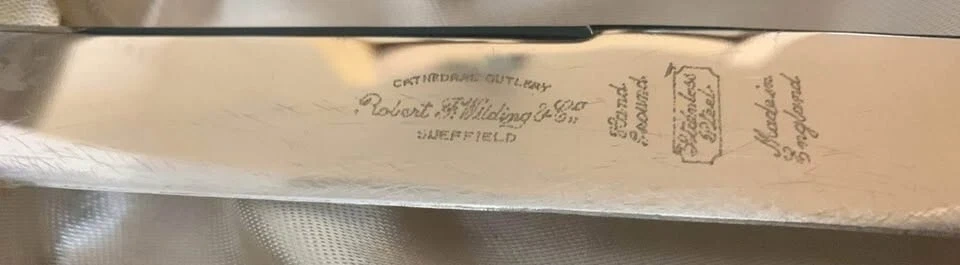 CATHEDRAL CUTLERY
Robert F. Wilding & Co.
SHEFFIELD
Hand
Ground
Stainless
Steel
Made in
England